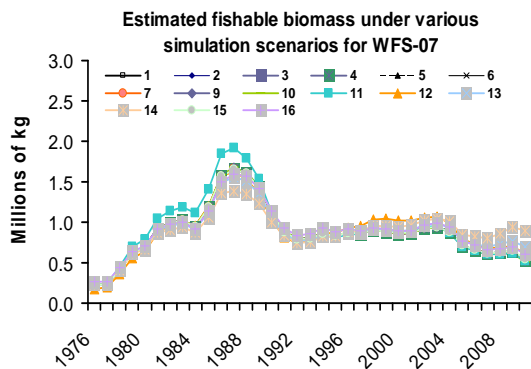 Estimated fishable biomass under various
simulation scenarios for WFS-07
Millions of kg
3.0
2.5
2.0
1.5
1.0
0.5
0.0
1 2 3 4 5 6
7 9 10 11 12 13
14 15 16
1976 1980 1984 1988 1992 1996 2000 2004 2008